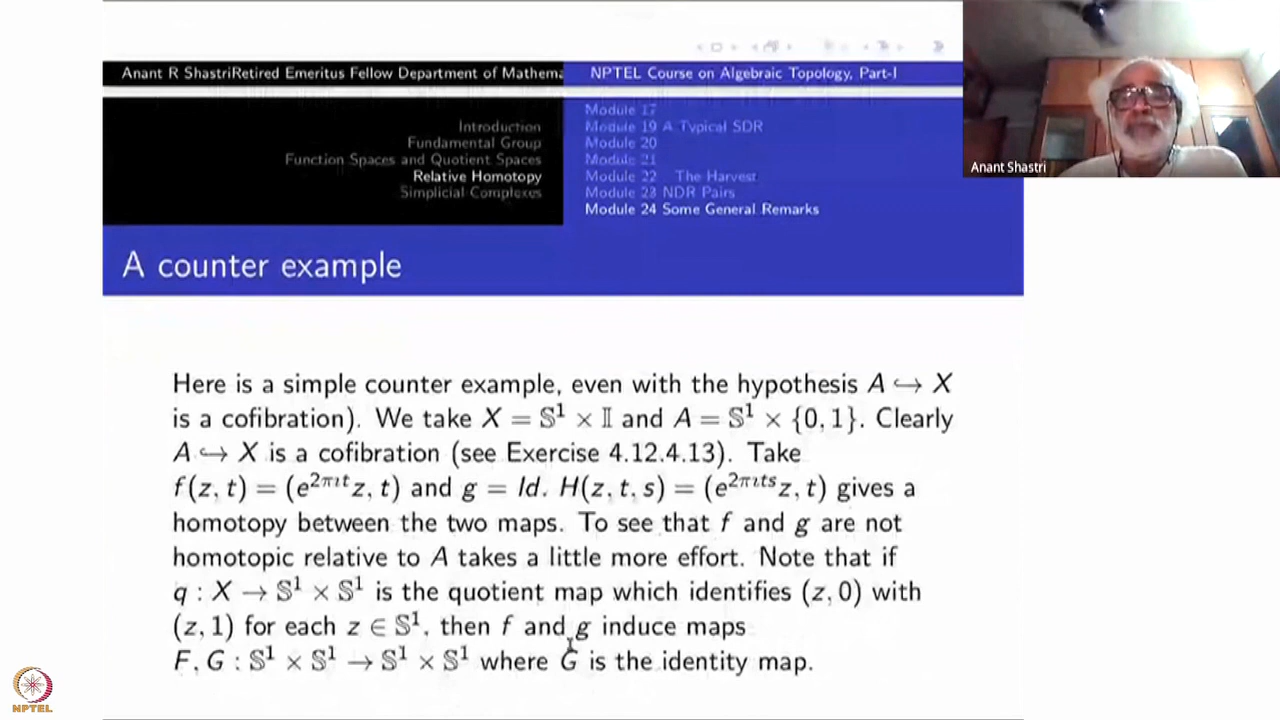 Anant R ShastriRetired Emeritus Fellow Department of Mathema
NPTEL Course on Algebraic Topology, Part-I
Introduction
Fundamental Group
Function Spaces and Quotient Spaces
Relative Homotopy
Simplicial Complexes
Module 17
Module 19 A Typical SDR
Module 20
Module 21
Module 22 The Harvest
Module 23 NDR Pairs
Module 24 Some General Remarks
Anant Shastri
A counter example
Here is a simple counter example, even with the hypothesis A ↪ X
is a cofibration). We take X = 𝕊¹ × 𝕀 and A = 𝕊¹ × {0, 1}. Clearly
A ↪ X is a cofibration (see Exercise 4.12.4.13). Take
f(z, t) = (e^{2πıt}z, t) and g = Id. H(z, t, s) = (e^{2πıts}z, t) gives a
homotopy between the two maps. To see that f and g are not
homotopic relative to A takes a little more effort. Note that if
q : X → 𝕊¹ × 𝕊¹ is the quotient map which identifies (z, 0) with
(z, 1) for each z ∈ 𝕊¹, then f and g induce maps
F, G : 𝕊¹ × 𝕊¹ → 𝕊¹ × 𝕊¹ where G is the identity map.
NPTEL